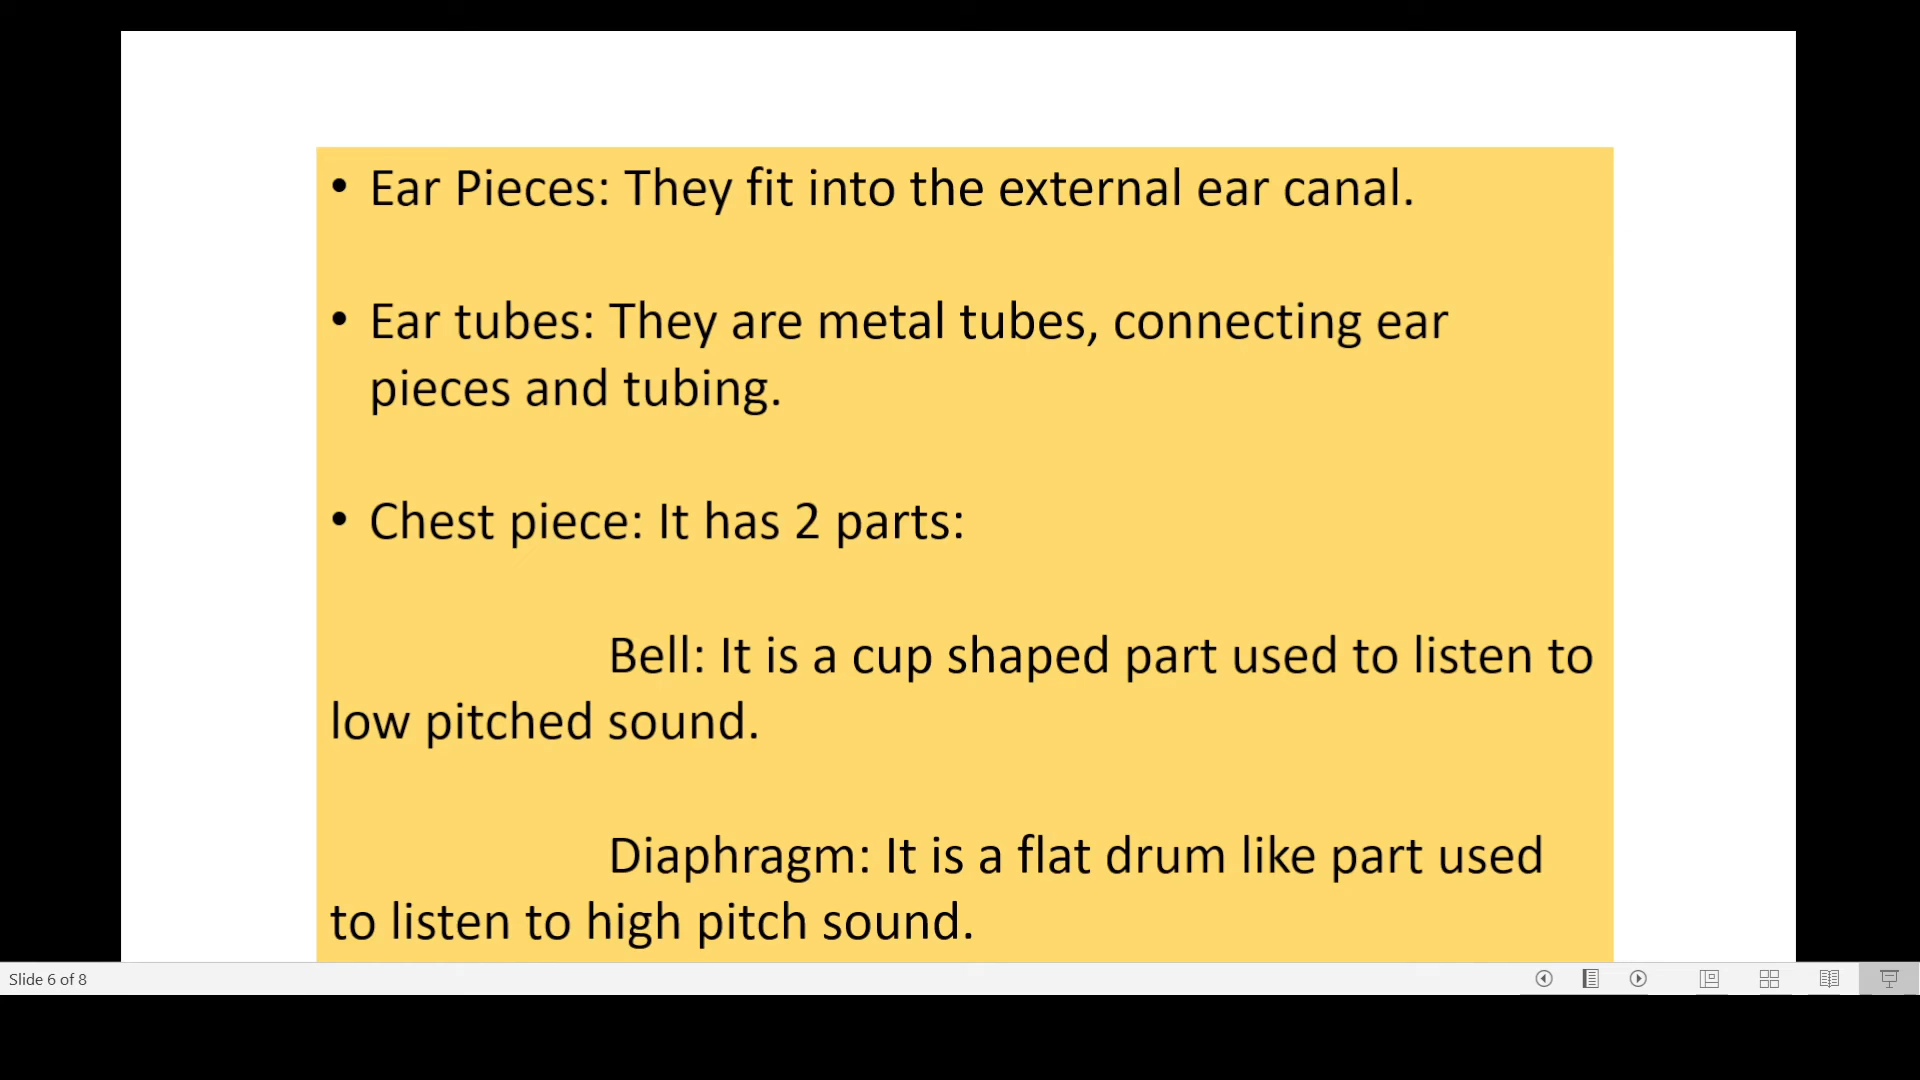 • Ear Pieces: They fit into the external ear canal.
• Ear tubes: They are metal tubes, connecting ear
pieces and tubing.
• Chest piece: It has 2 parts:
Bell: It is a cup shaped part used to listen to
low pitched sound.
Diaphragm: It is a flat drum like part used
to listen to high pitch sound.
Slide 6 of 8